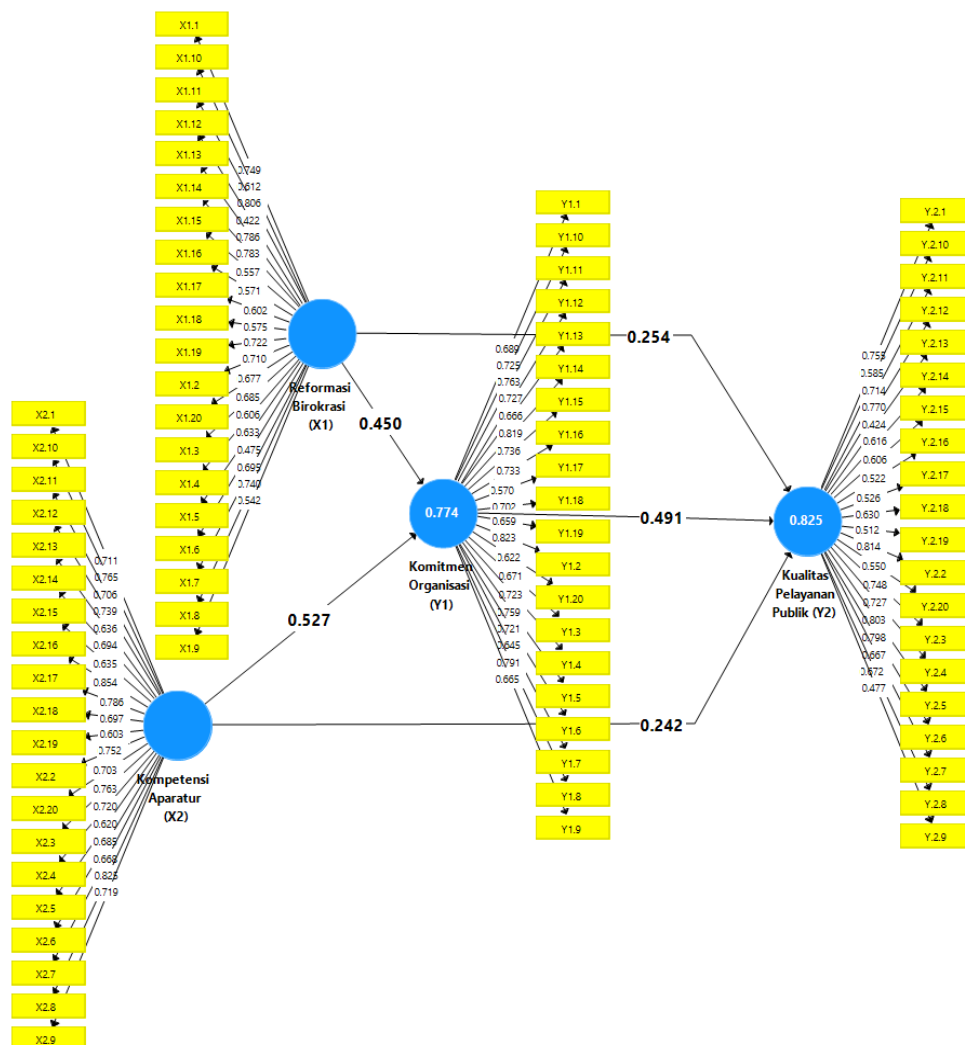 X1.1
X1.10
X1.11
X1.12
X1.13
X1.14
X1.15
X1.16
X1.17
X1.18
X1.19
X1.2
X1.20
X1.3
X1.4
X1.5
X1.6
X1.7
X1.8
X1.9
0.749
0.612
0.806
0.422
0.786
0.783
0.557
0.571
0.602
0.575
0.722
0.710
0.677
0.685
0.606
0.633
0.475
0.695
0.740
0.542
Reformasi
Birokrasi
(X1)
X2.1
X2.10
X2.11
X2.12
X2.13
X2.14
X2.15
X2.16
X2.17
X2.18
X2.19
X2.2
X2.20
X2.3
X2.4
X2.5
X2.6
X2.7
X2.8
X2.9
0.711
0.765
0.706
0.739
0.636
0.694
0.635
0.854
0.786
0.697
0.603
0.752
0.703
0.763
0.720
0.620
0.685
0.668
0.825
0.719
Kompetensi
Aparatur
(X2)
0.450
0.527
0.254
0.491
0.242
0.774
Komitmen
Organisasi
(Y1)
0.689
0.725
0.763
0.727
0.666
0.819
0.736
0.733
0.570
0.702
0.659
0.823
0.622
0.671
0.723
0.759
0.721
0.645
0.791
0.665
Y1.1
Y1.10
Y1.11
Y1.12
Y1.13
Y1.14
Y1.15
Y1.16
Y1.17
Y1.18
Y1.19
Y1.2
Y1.20
Y1.3
Y1.4
Y1.5
Y1.6
Y1.7
Y1.8
Y1.9
0.825
Kualitas
Pelayanan
Publik (Y2)
0.755
0.585
0.714
0.770
0.424
0.616
0.606
0.522
0.526
0.630
0.512
0.814
0.550
0.748
0.727
0.803
0.798
0.667
0.672
0.477
Y.2.1
Y.2.10
Y.2.11
Y.2.12
Y.2.13
Y.2.14
Y.2.15
Y.2.16
Y.2.17
Y.2.18
Y.2.19
Y.2.2
Y.2.20
Y.2.3
Y.2.4
Y.2.5
Y.2.6
Y.2.7
Y.2.8
Y.2.9